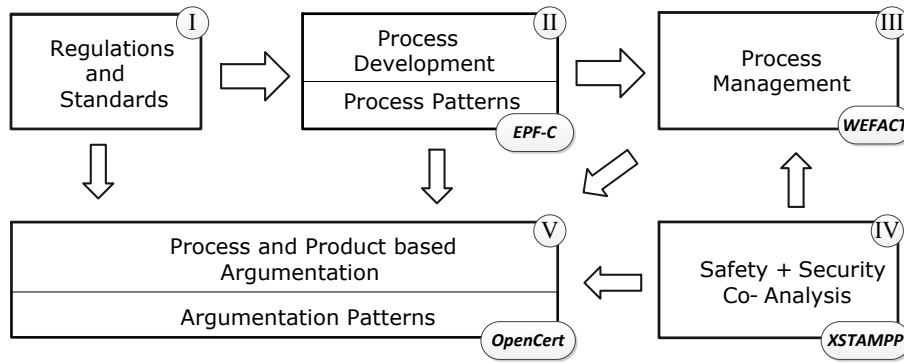 I
Regulations
and
Standards
II
Process
Development
Process Patterns
EPF-C
III
Process
Management
WEFACT
V
Process and Product based
Argumentation
Argumentation Patterns
OpenCert
IV
Safety + Security
Co- Analysis
XSTAMPP